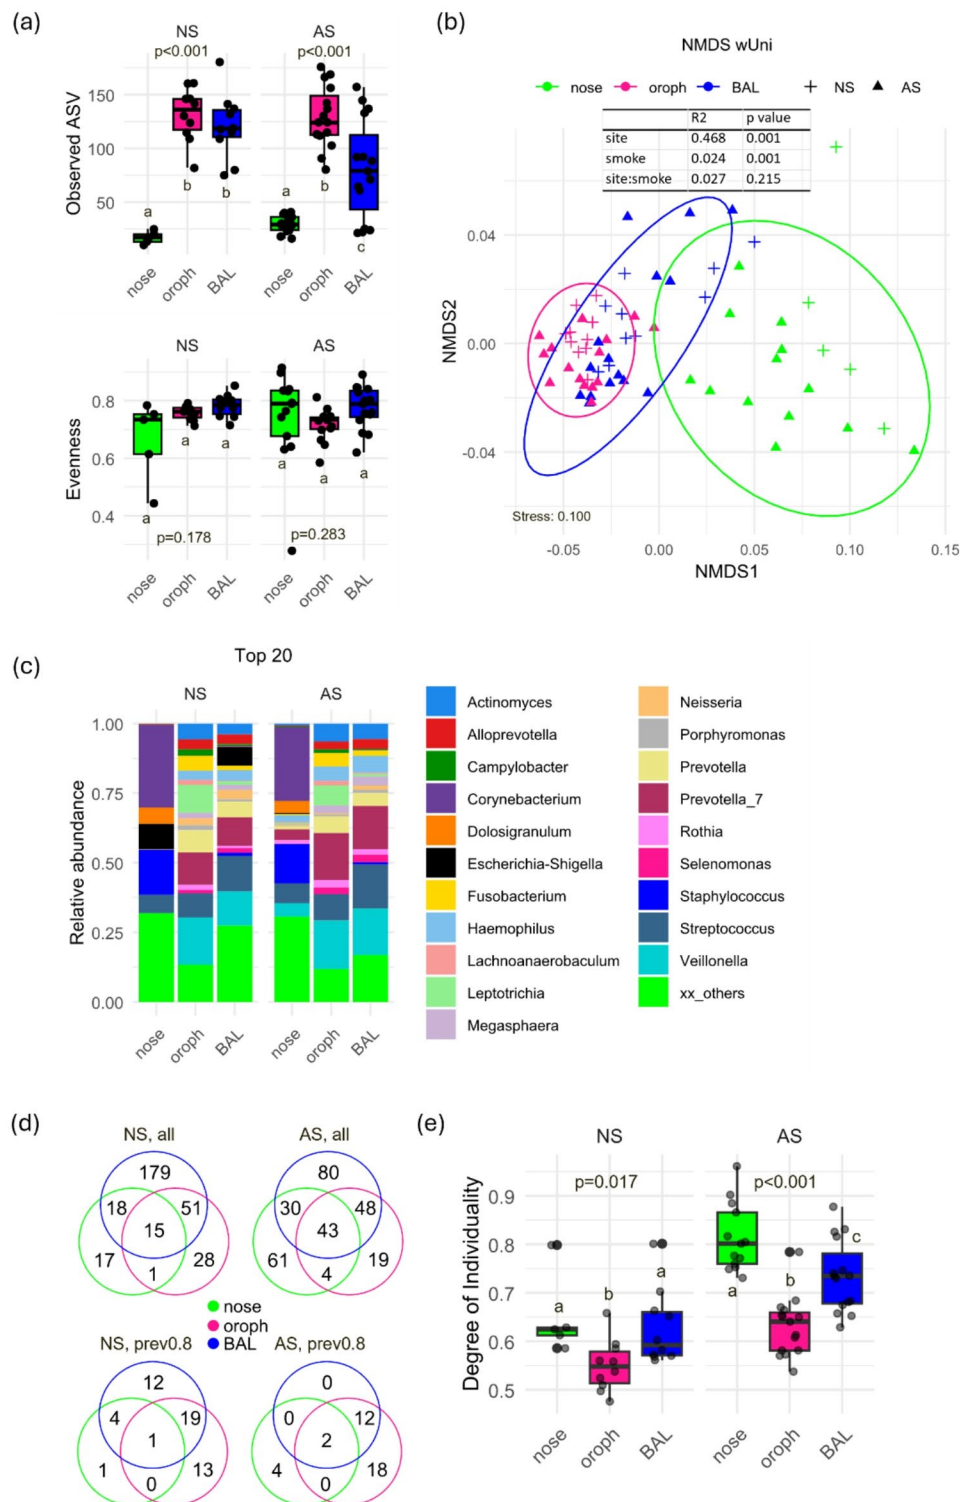 (a)
NS AS
p<0.001 p<0.001
Observed ASV
150
100
50
a b b a b c
nose oroph BAL nose oroph BAL
NS AS
Evenness
0.8
0.6
0.4
a a a a a a
p=0.178 p=0.283
nose oroph BAL nose oroph BAL
(b)
NMDS wUni
nose oroph BAL NS AS
R2 p value
site 0.468 0.001
smoke 0.024 0.001
site:smoke 0.027 0.215
NMDS2
0.04
0.00
-0.04
Stress: 0.100
-0.05 0.00 0.05 0.10 0.15
NMDS1
(c)
Top 20
NS AS
Relative abundance
1.00
0.75
0.50
0.25
0.00
nose oroph BAL nose oroph BAL
Actinomyces
Alloprevotella
Campylobacter
Corynebacterium
Dolosigranulum
Escherichia-Shigella
Fusobacterium
Haemophilus
Lachnoanaerobaculum
Leptotrichia
Megasphaera
Neisseria
Porphyromonas
Prevotella
Prevotella_7
Rothia
Selenomonas
Staphylococcus
Streptococcus
Veillonella
xx_others
(d)
NS, all AS, all
179 80
18 51 30 48
15 43
17 28 61 19
1 4
nose
oroph
BAL
NS, prev0.8 AS, prev0.8
12 0
4 19 0 12
1 2
1 13 4 18
0 0
(e)
NS AS
p=0.017 p<0.001
Degree of Individuality
0.9
0.8
0.7
0.6
0.5
a b a a b c
nose oroph BAL nose oroph BAL